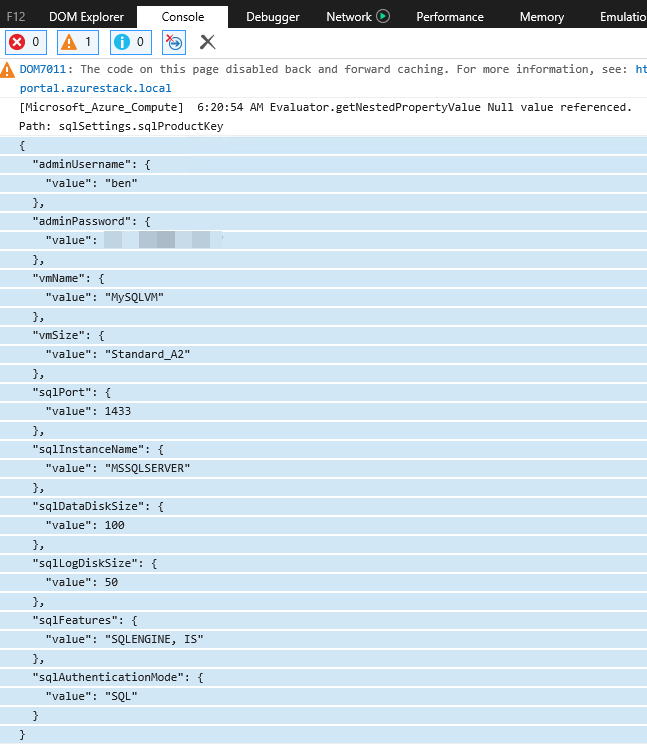 F12 DOM Explorer Console Debugger Network Performance Memory Emulatio
0 1 0
DOM7011: The code on this page disabled back and forward caching. For more information, see: ht
portal.azurestack.local
[Microsoft_Azure_Compute]  6:20:54 AM Evaluator.getNestedPropertyValue Null value referenced.
Path: sqlSettings.sqlProductKey
{
  "adminUsername": {
    "value": "ben"
  },
  "adminPassword": {
    "value":
  },
  "vmName": {
    "value": "MySQLVM"
  },
  "vmSize": {
    "value": "Standard_A2"
  },
  "sqlPort": {
    "value": 1433
  },
  "sqlInstanceName": {
    "value": "MSSQLSERVER"
  },
  "sqlDataDiskSize": {
    "value": 100
  },
  "sqlLogDiskSize": {
    "value": 50
  },
  "sqlFeatures": {
    "value": "SQLENGINE, IS"
  },
  "sqlAuthenticationMode": {
    "value": "SQL"
  }
}